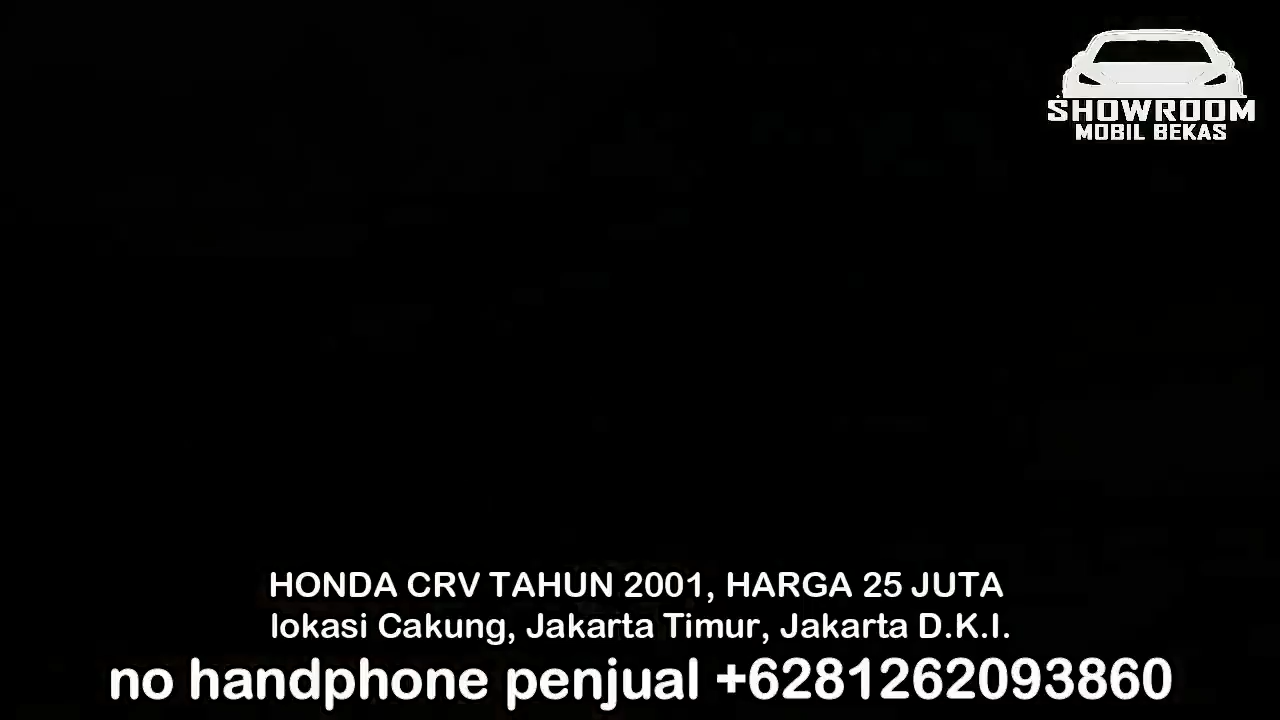 SHOWROOM
MOBIL BEKAS
HONDA CRV TAHUN 2001, HARGA 25 JUTA
lokasi Cakung, Jakarta Timur, Jakarta D.K.I.
no handphone penjual +6281262093860